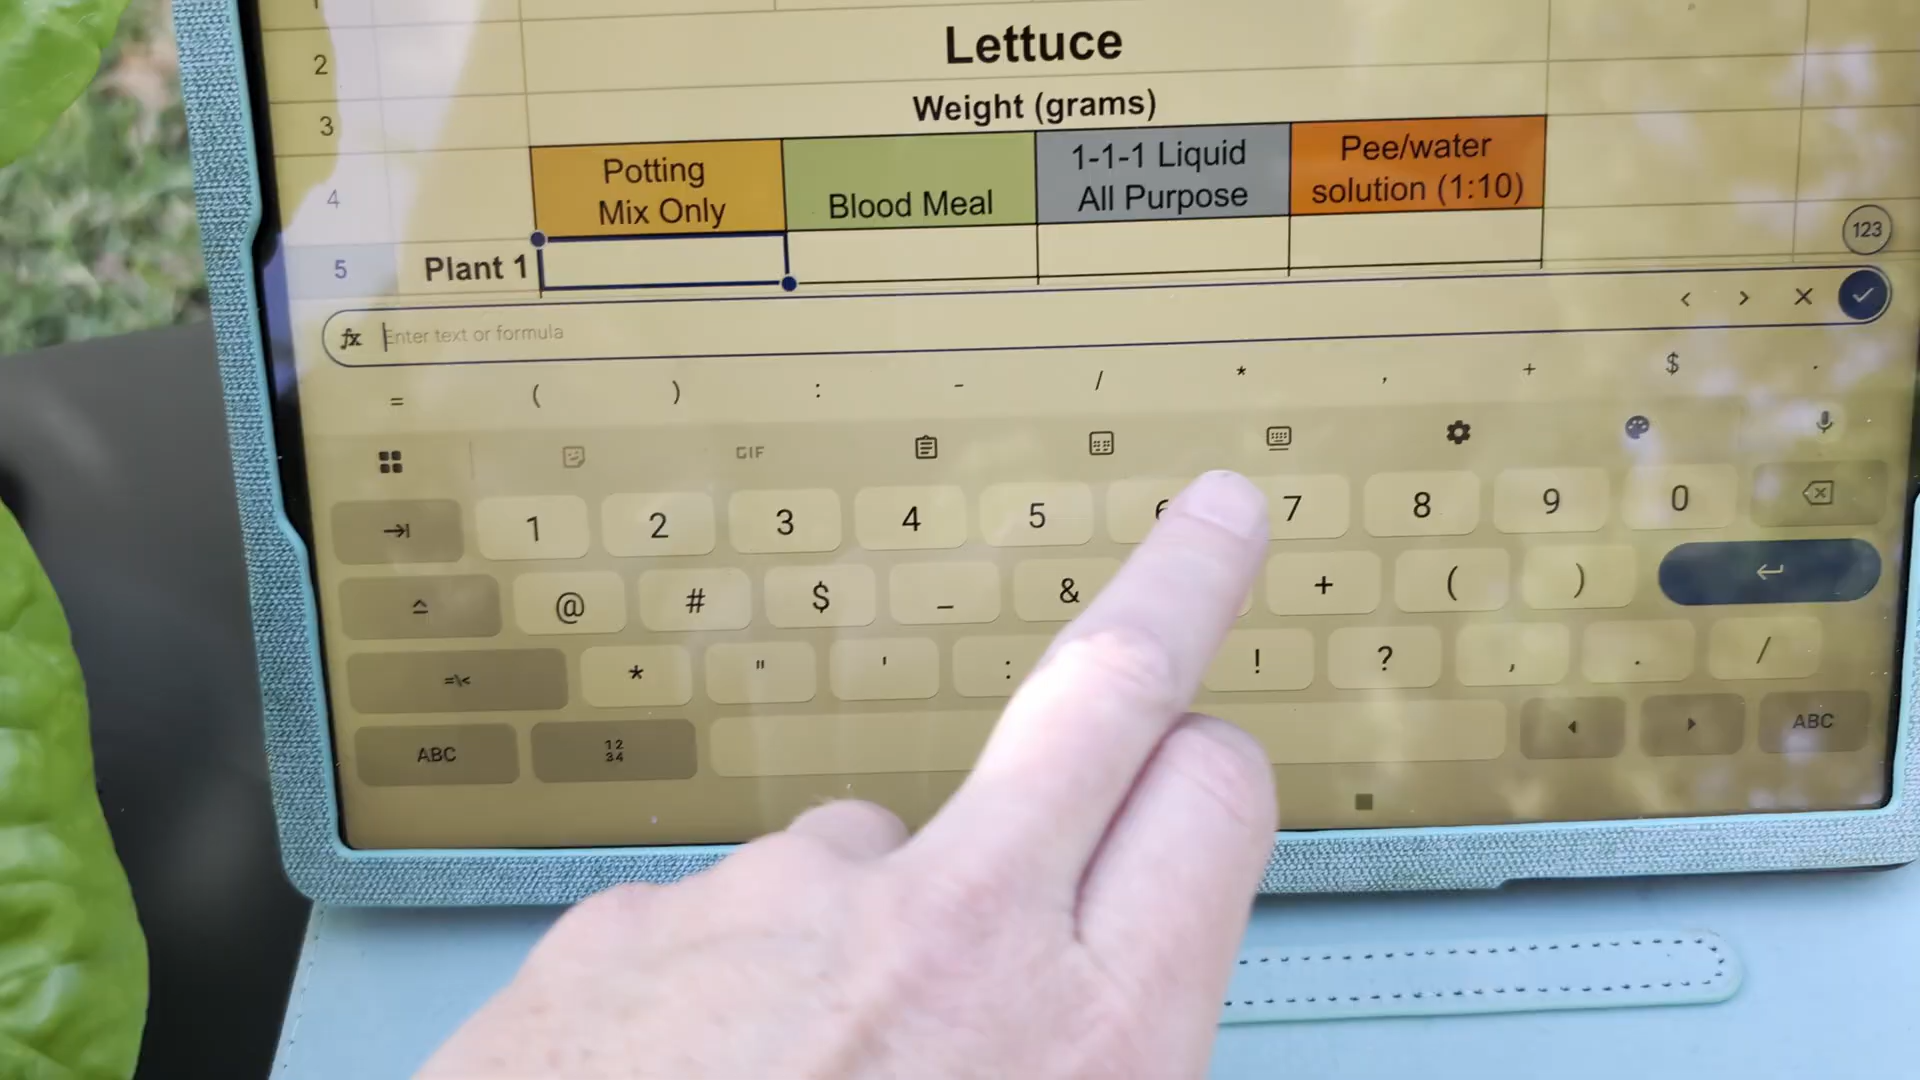 2
Lettuce
3
Weight (grams)
4
Potting
Mix Only
Blood Meal
1-1-1 Liquid
All Purpose
Pee/water
solution (1:10)
5
Plant 1
123
fx Enter text or formula < > X
= ( ) : - / * , + $ .
GIF
1 2 3 4 5 6 7 8 9 0
@ # $ _ & + ( )
=\< * " ' : ! ? , . /
ABC 12 34 ABC